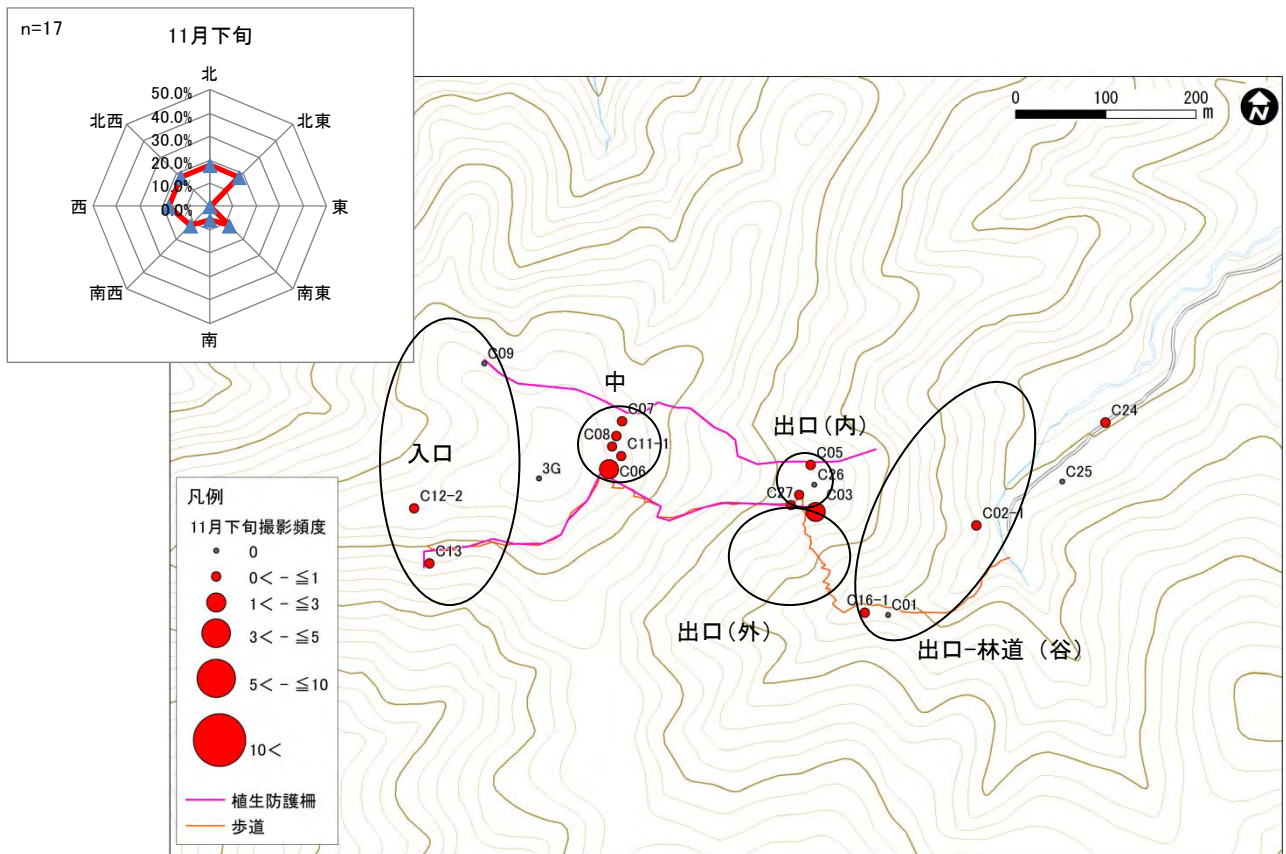 n=17
11月下旬
北
50.0%
北西
40.0%
北東
30.0%
20.0%
10.0%
西
0.0%
東
南西
南東
南
0
100
200
m
N
C09
中
C07
C08
C11-1
出口(内)
C05
入口
3G
C06
C26
C24
C12-2
C27
C03
C25
C02-1
C13
出口(外)
C16-1
C01
出口-林道 (谷)
凡例
11月下旬撮影頻度
0
0< - ≦1
1< - ≦3
3< - ≦5
5< - ≦10
10<
植生防護柵
歩道